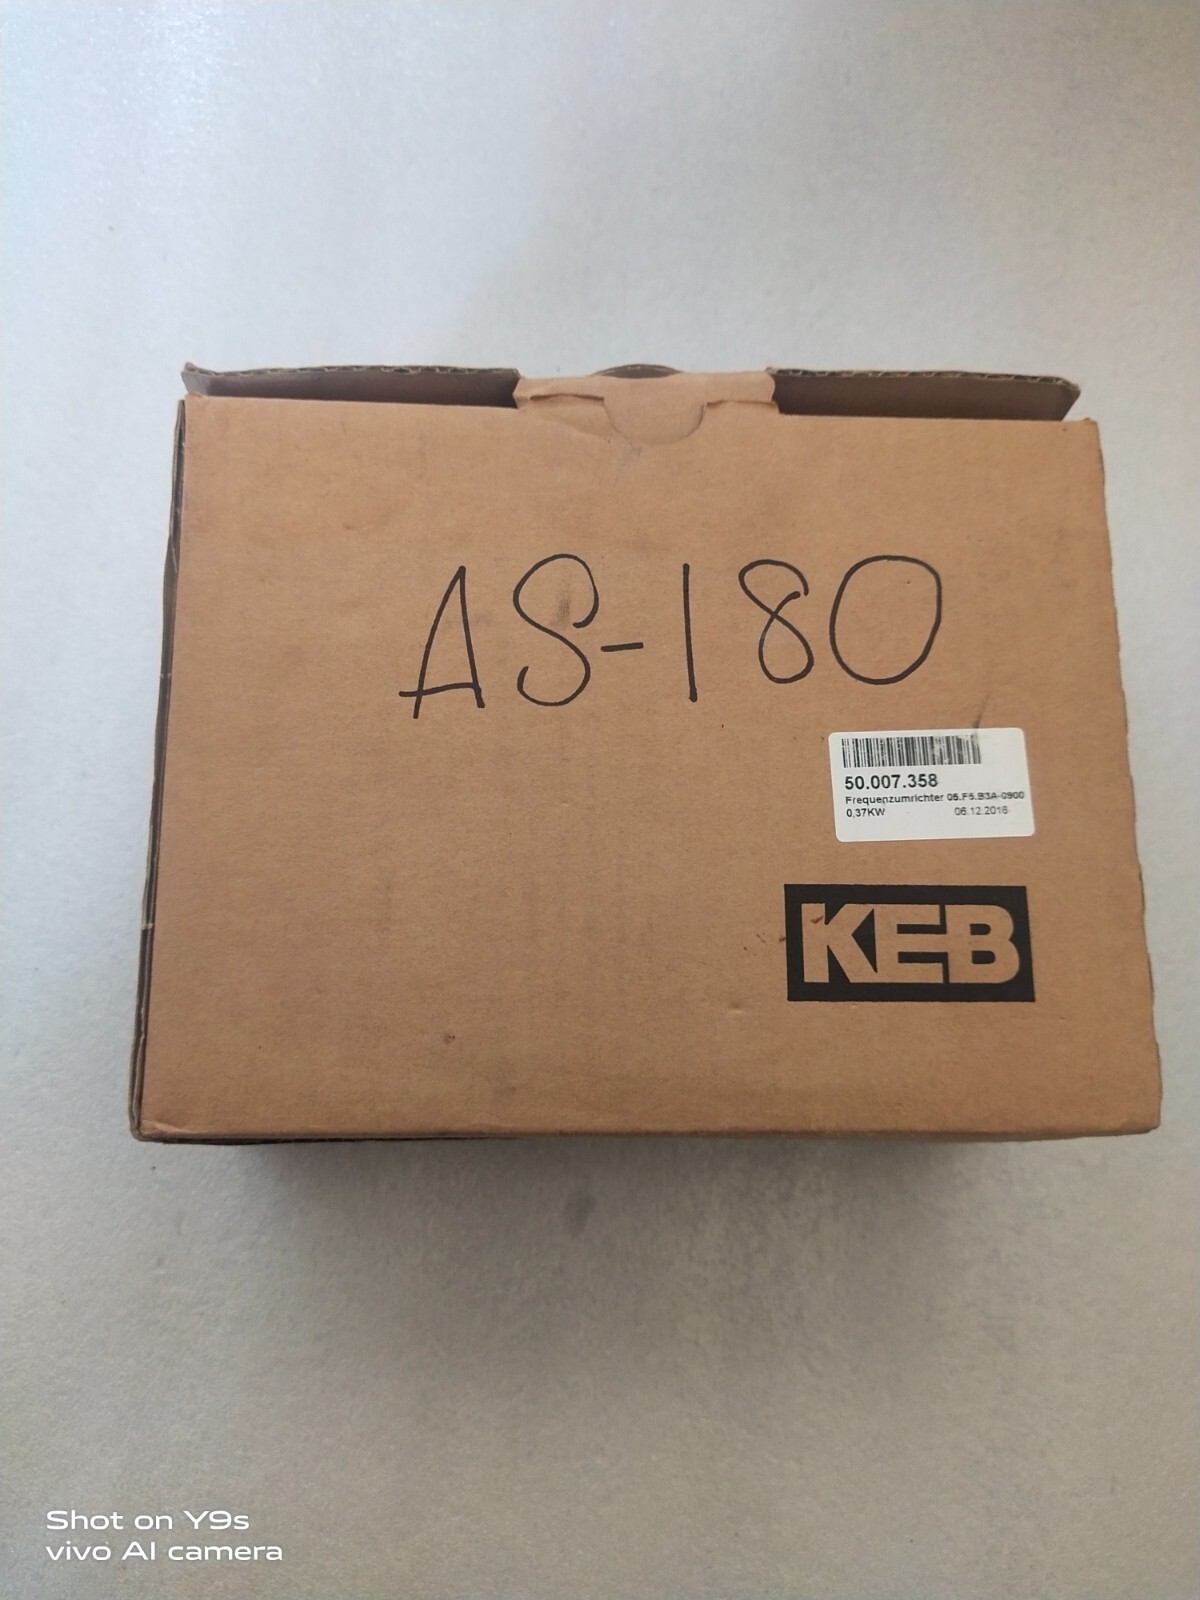 AS-180
50.007.358
Frequenzumrichter 05.F5.B3A-0900
0,37KW 06.12.2016
KEB
Shot on Y9s
vivo AI camera